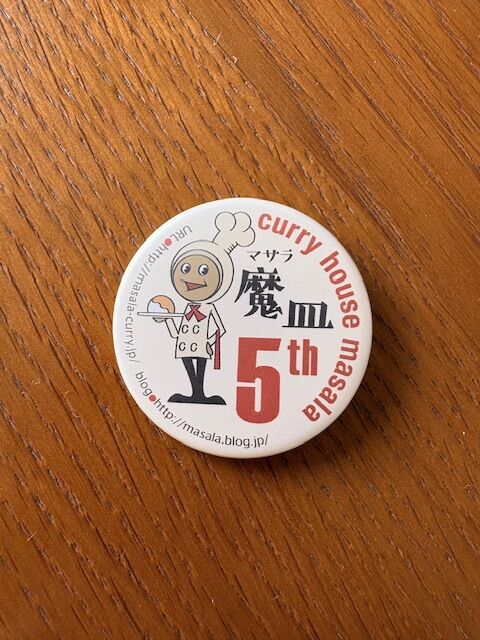 curry house masala
マサラ
魔皿
5th
CC
CC
URL●http://masala-curry.jp/
blog●http://masala.blog.jp/